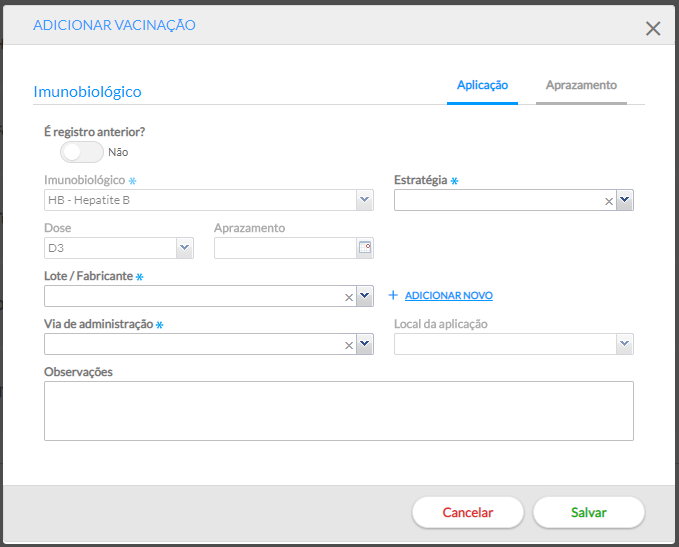 ADICIONAR VACINAÇÃO
Imunobiológico
Aplicação
Aprazamento
É registro anterior?
Não
Imunobiológico *
Estratégia *
HB - Hepatite B
Dose
Aprazamento
D3
Lote / Fabricante *
+ ADICIONAR NOVO
Via de administração *
Local da aplicação
Observações
Cancelar
Salvar